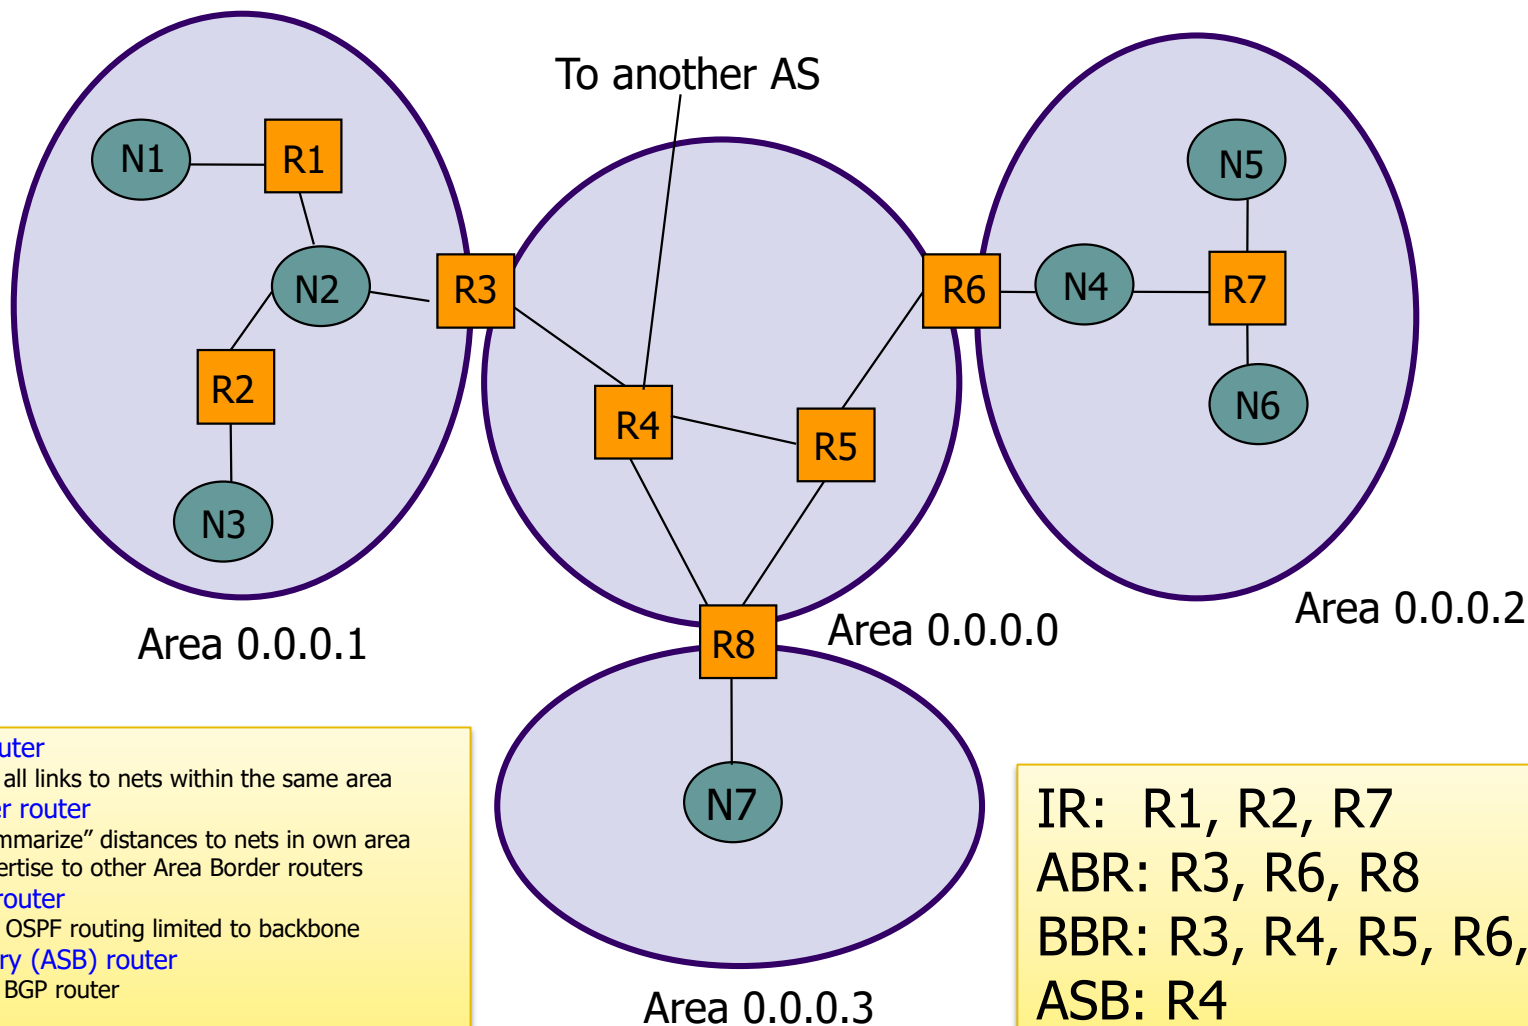 To another AS
N1
R1
N5
N2
R3
R6
N4
R7
R2
R4
R5
N6
N3
Area 0.0.0.1
R8
Area 0.0.0.0
Area 0.0.0.2
N7
all links to nets within the same area
router
distances to nets in own area
to other Area Border routers
router
OSPF routing limited to backbone
(ASB) router
BGP router
IR: R1, R2, R7
ABR: R3, R6, R8
BBR: R3, R4, R5, R6,
ASB: R4
Area 0.0.0.3